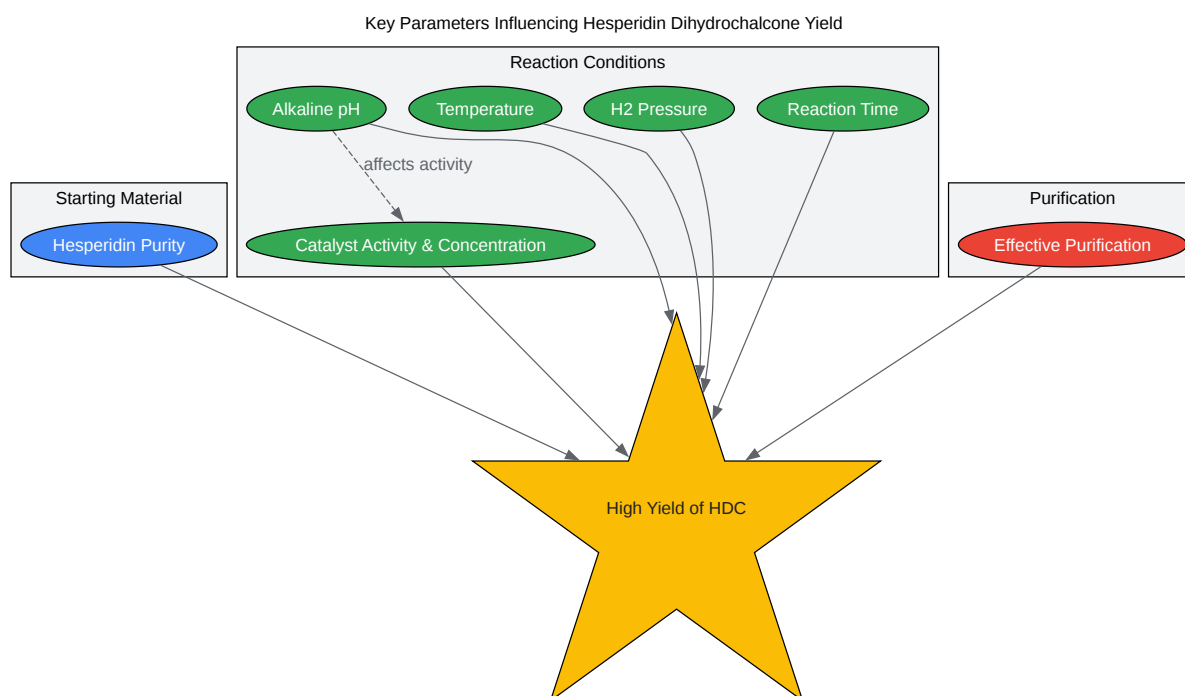 Key Parameters Influencing Hesperidin Dihydrochalcone Yield
Reaction Conditions
Alkaline pH
Temperature
H2 Pressure
Reaction Time
affects activity
Starting Material
Purification
Hesperidin Purity
Catalyst Activity & Concentration
Effective Purification
High Yield of HDC